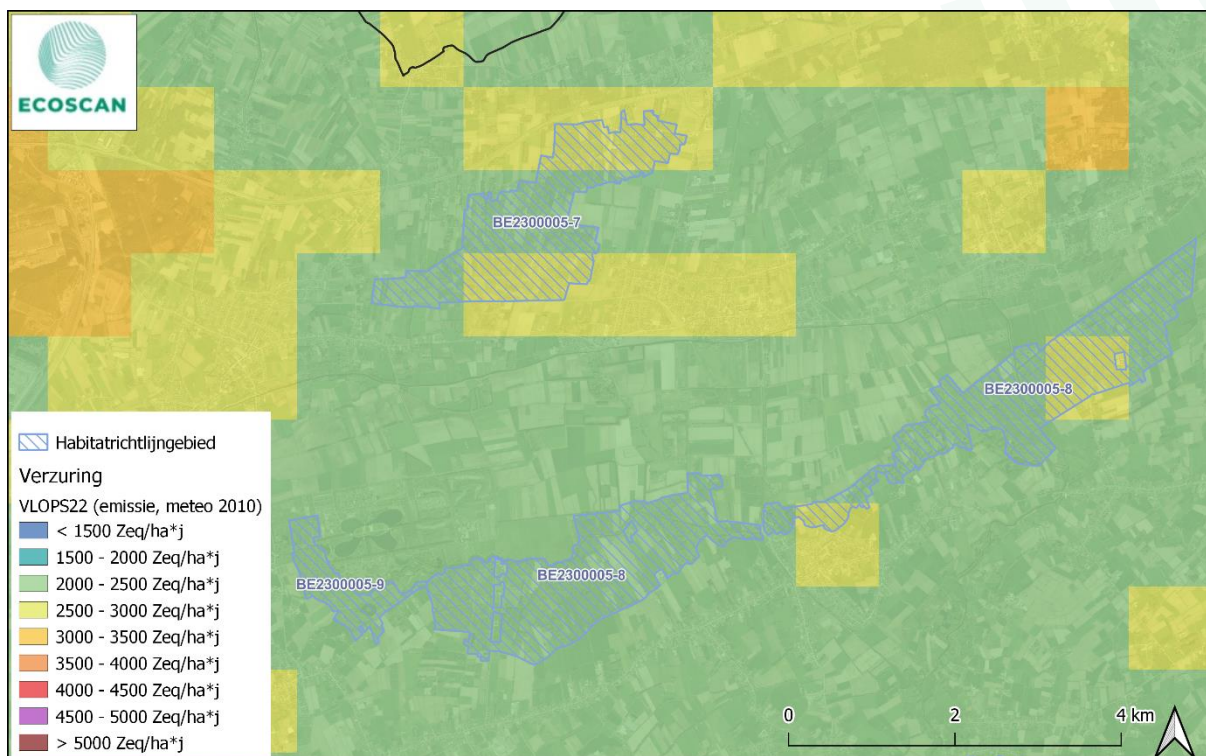 ECOSCAN
BE2300005-7
BE2300005-8
BE2300005-8
BE2300005-9
Habitatrichtlijngebied
Verzuring
VLOPS22 (emissie, meteo 2010)
< 1500 Zeq/ha*j
1500 - 2000 Zeq/ha*j
2000 - 2500 Zeq/ha*j
2500 - 3000 Zeq/ha*j
3000 - 3500 Zeq/ha*j
3500 - 4000 Zeq/ha*j
4000 - 4500 Zeq/ha*j
4500 - 5000 Zeq/ha*j
> 5000 Zeq/ha*j
0 2 4 km